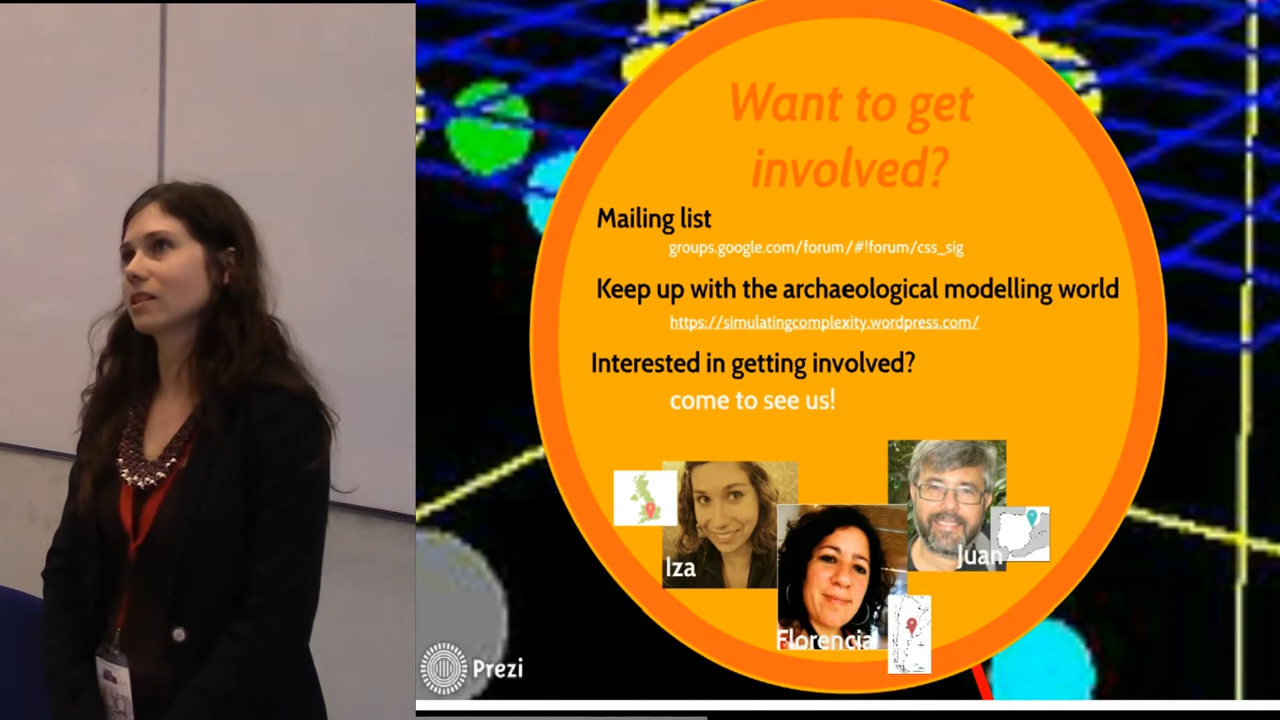 Want to get
involved?
Mailing list
groups.google.com/forum/#!forum/css_sig
Keep up with the archaeological modelling world
https://simulatingcomplexity.wordpress.com/
Interested in getting involved?
come to see us!
Iza
Juan
Florencia
Prezi